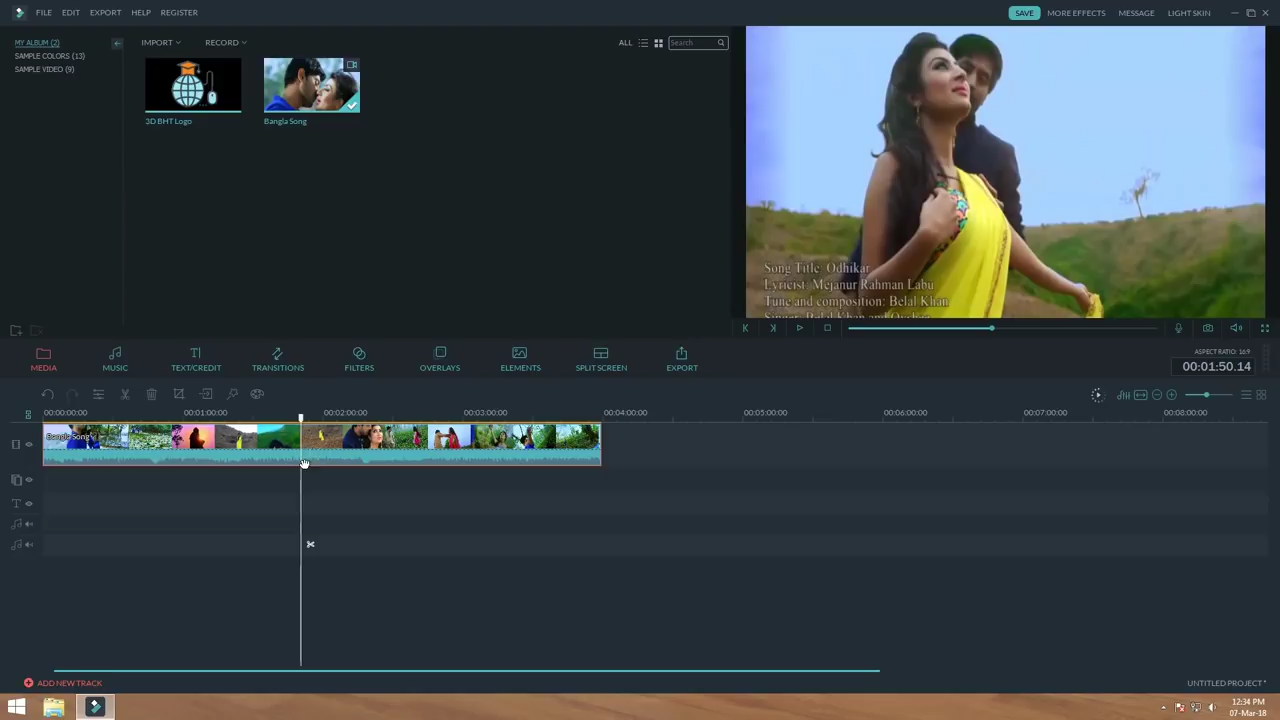 FILE EDIT EXPORT HELP REGISTER SAVE MORE EFFECTS MESSAGE LIGHT SKIN
MY ALBUM (2)
SAMPLE COLORS (13)
SAMPLE VIDEO (9)
IMPORT RECORD ALL Search
3D BHT Logo Bangla Song
Song Title: Odhikar
Lyricist: Mejanur Rahman Labu
Tune and composition: Belal Khan
MEDIA MUSIC TEXT/CREDIT TRANSITIONS FILTERS OVERLAYS ELEMENTS SPLIT SCREEN EXPORT
ASPECT RATIO: 16:9
00:01:50.14
00:00:00:00 00:01:00:00 00:02:00:00 00:03:00:00 00:04:00:00 00:05:00:00 00:06:00:00 00:07:00:00 00:08:00:00
Bangla Song
ADD NEW TRACK UNTITLED PROJECT *
12:34 PM
07-Mar-18